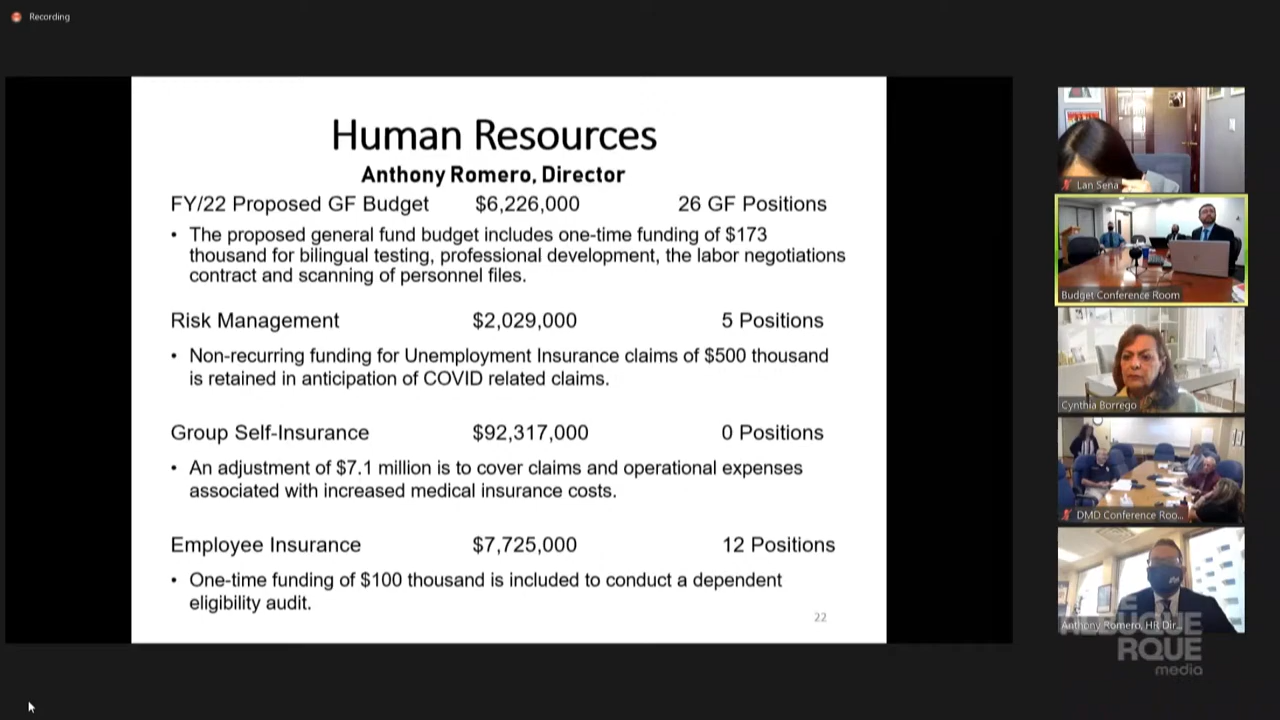 Recording
Human Resources
Anthony Romero, Director
FY/22 Proposed GF Budget $6,226,000 26 GF Positions
• The proposed general fund budget includes one-time funding of $173
thousand for bilingual testing, professional development, the labor negotiations
contract and scanning of personnel files.
Risk Management $2,029,000 5 Positions
• Non-recurring funding for Unemployment Insurance claims of $500 thousand
is retained in anticipation of COVID related claims.
Group Self-Insurance $92,317,000 0 Positions
• An adjustment of $7.1 million is to cover claims and operational expenses
associated with increased medical insurance costs.
Employee Insurance $7,725,000 12 Positions
• One-time funding of $100 thousand is included to conduct a dependent
eligibility audit.
22
Lan Sena
Budget Conference Room
Cynthia Borrego
DMD Conference Roo...
Anthony Romero, HR Dir...
ALBUQUE
RQUE
media